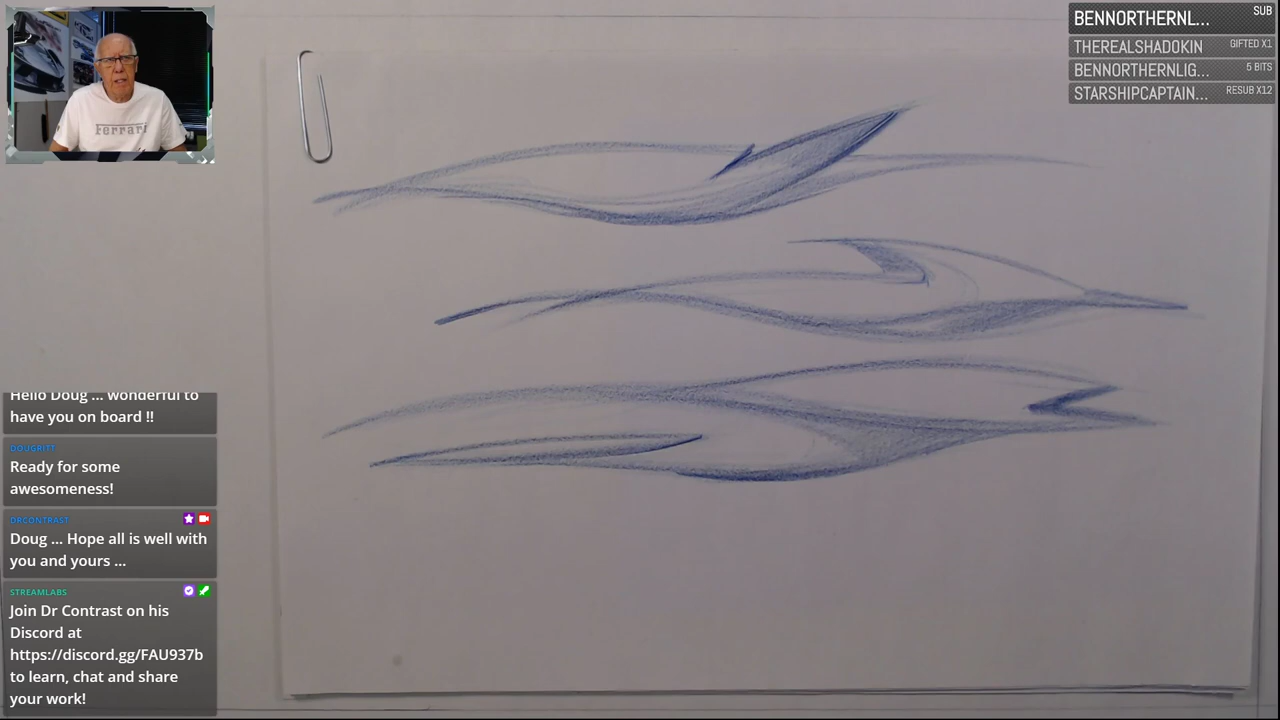 BENNORTHERNL...
SUB
THEREALSHADOKIN
GIFTED X1
BENNORTHERNLIG...
5 BITS
STARSHIPCAPTAIN...
RESUB X12
Ferrari
Hello Doug ... wonderful to
have you on board !!
DOUGRITT
Ready for some
awesomeness!
DRCONTRAST
Doug ... Hope all is well with
you and yours ...
STREAMLABS
Join Dr Contrast on his
Discord at
https://discord.gg/FAU937b
to learn, chat and share
your work!